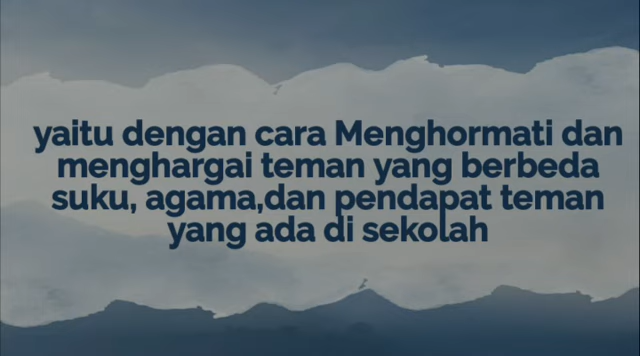 yaitu dengan cara Menghormati dan
menghargai teman yang berbeda
suku, agama,dan pendapat teman
yang ada di sekolah